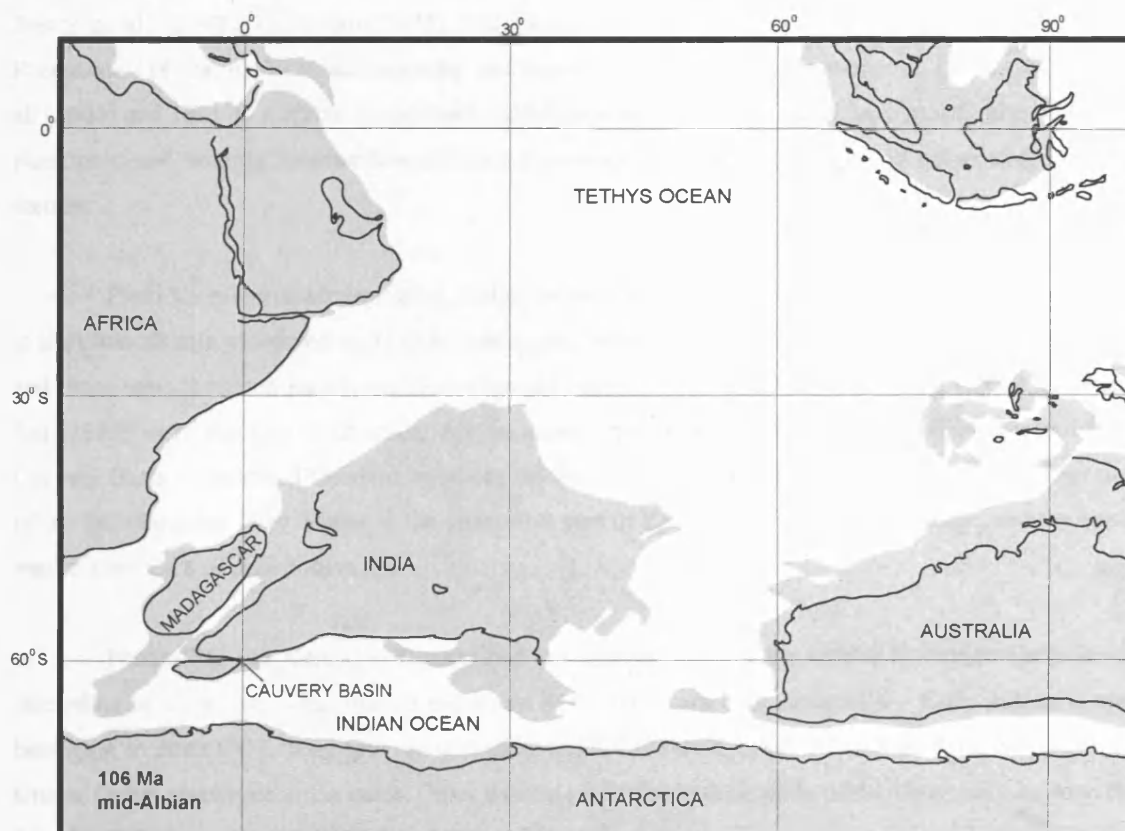 0° 30° 60° 90°
0°
TETHYS OCEAN
AFRICA
30° S
MADAGASCAR
INDIA
AUSTRALIA
60° S
CAUVERY BASIN
INDIAN OCEAN
106 Ma
mid-Albian
ANTARCTICA